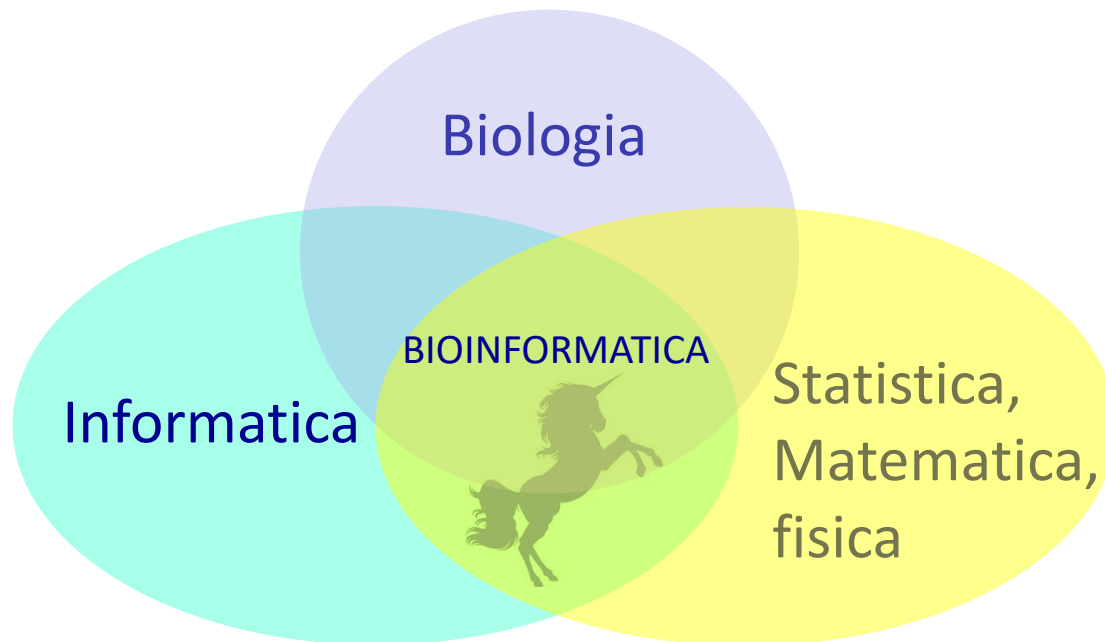 Biologia
BIOINFORMATICA
Informatica
Statistica,
Matematica,
fisica